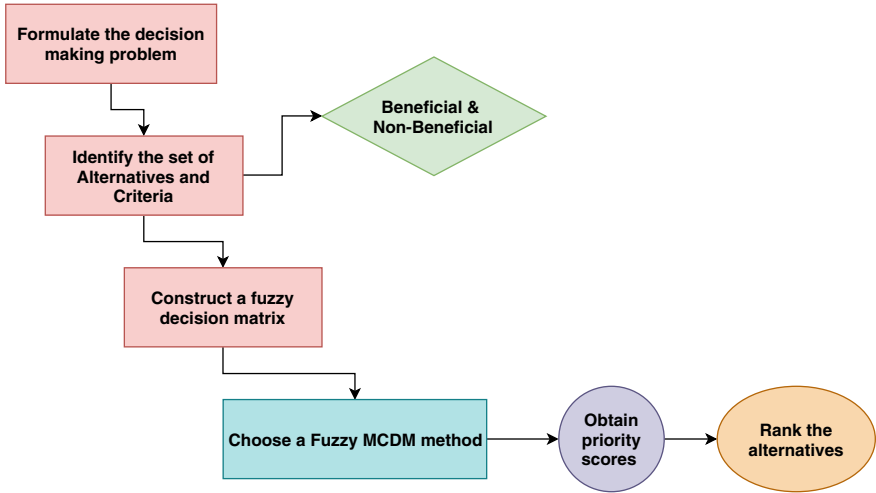 Formulate the decision
making problem
Beneficial &
Non-Beneficial
Identify the set of
Alternatives and
Criteria
Construct a fuzzy
decision matrix
Choose a Fuzzy MCDM method
Obtain
priority
scores
Rank the
alternatives